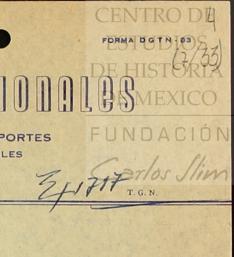 4
CENTRO DE
FORMA DGTN-03
ESTUDIOS
(2/33)
DE HISTORIA
IONALES
DE MEXICO
PORTES
FUNDACIÓN
LES
Carlos Slim
T.G.N.